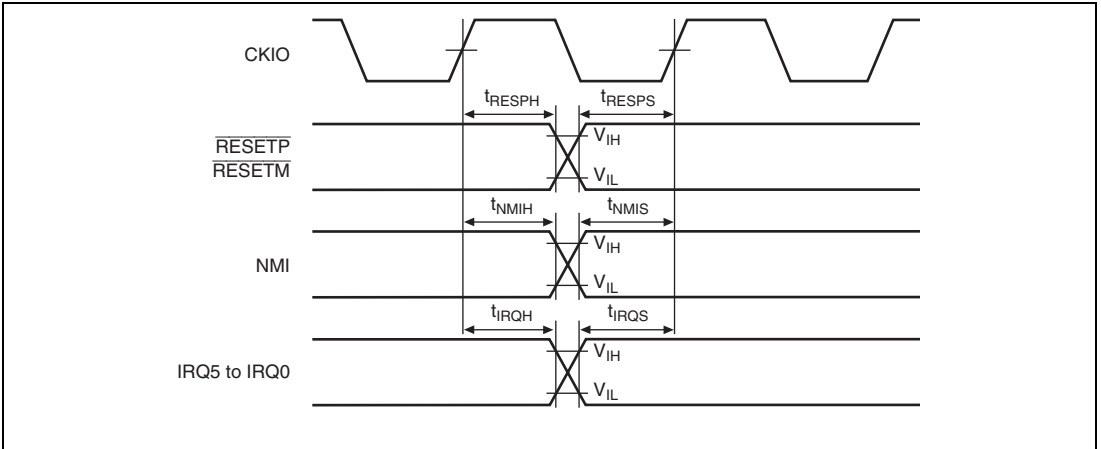 CKIO
tRESPH tRESPS
RESETP
RESETM
VIH
VIL
tNMIH tNMIS
NMI
VIH
VIL
tIRQH tIRQS
IRQ5 to IRQ0
VIH
VIL